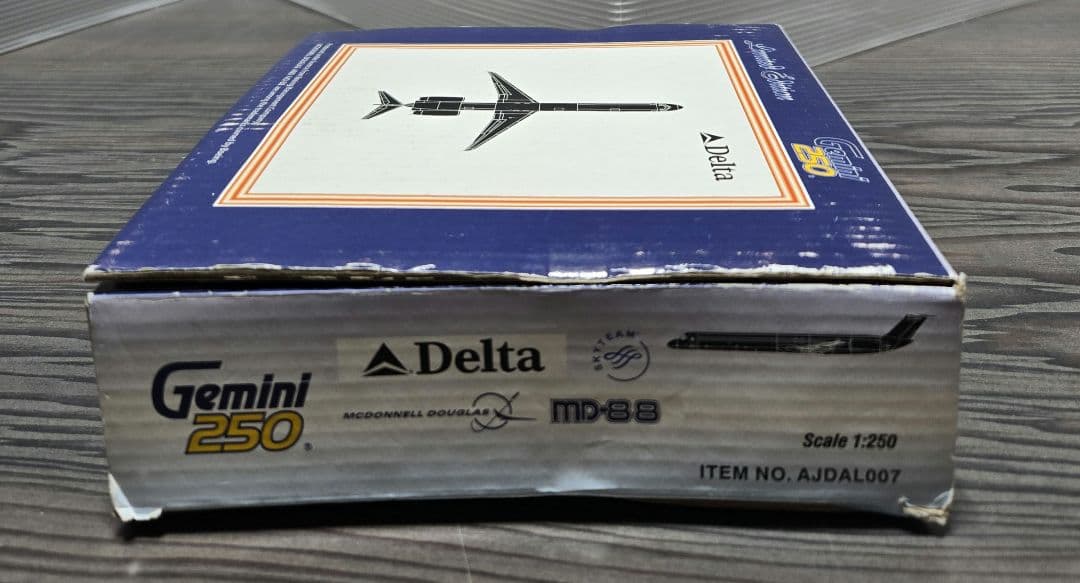 Limited Edition
Gemini
250
Delta
Gemini
250
Delta
SKYTEAM
MCDONNELL DOUGLAS
MD-88
Scale 1:250
ITEM NO. AJDAL007